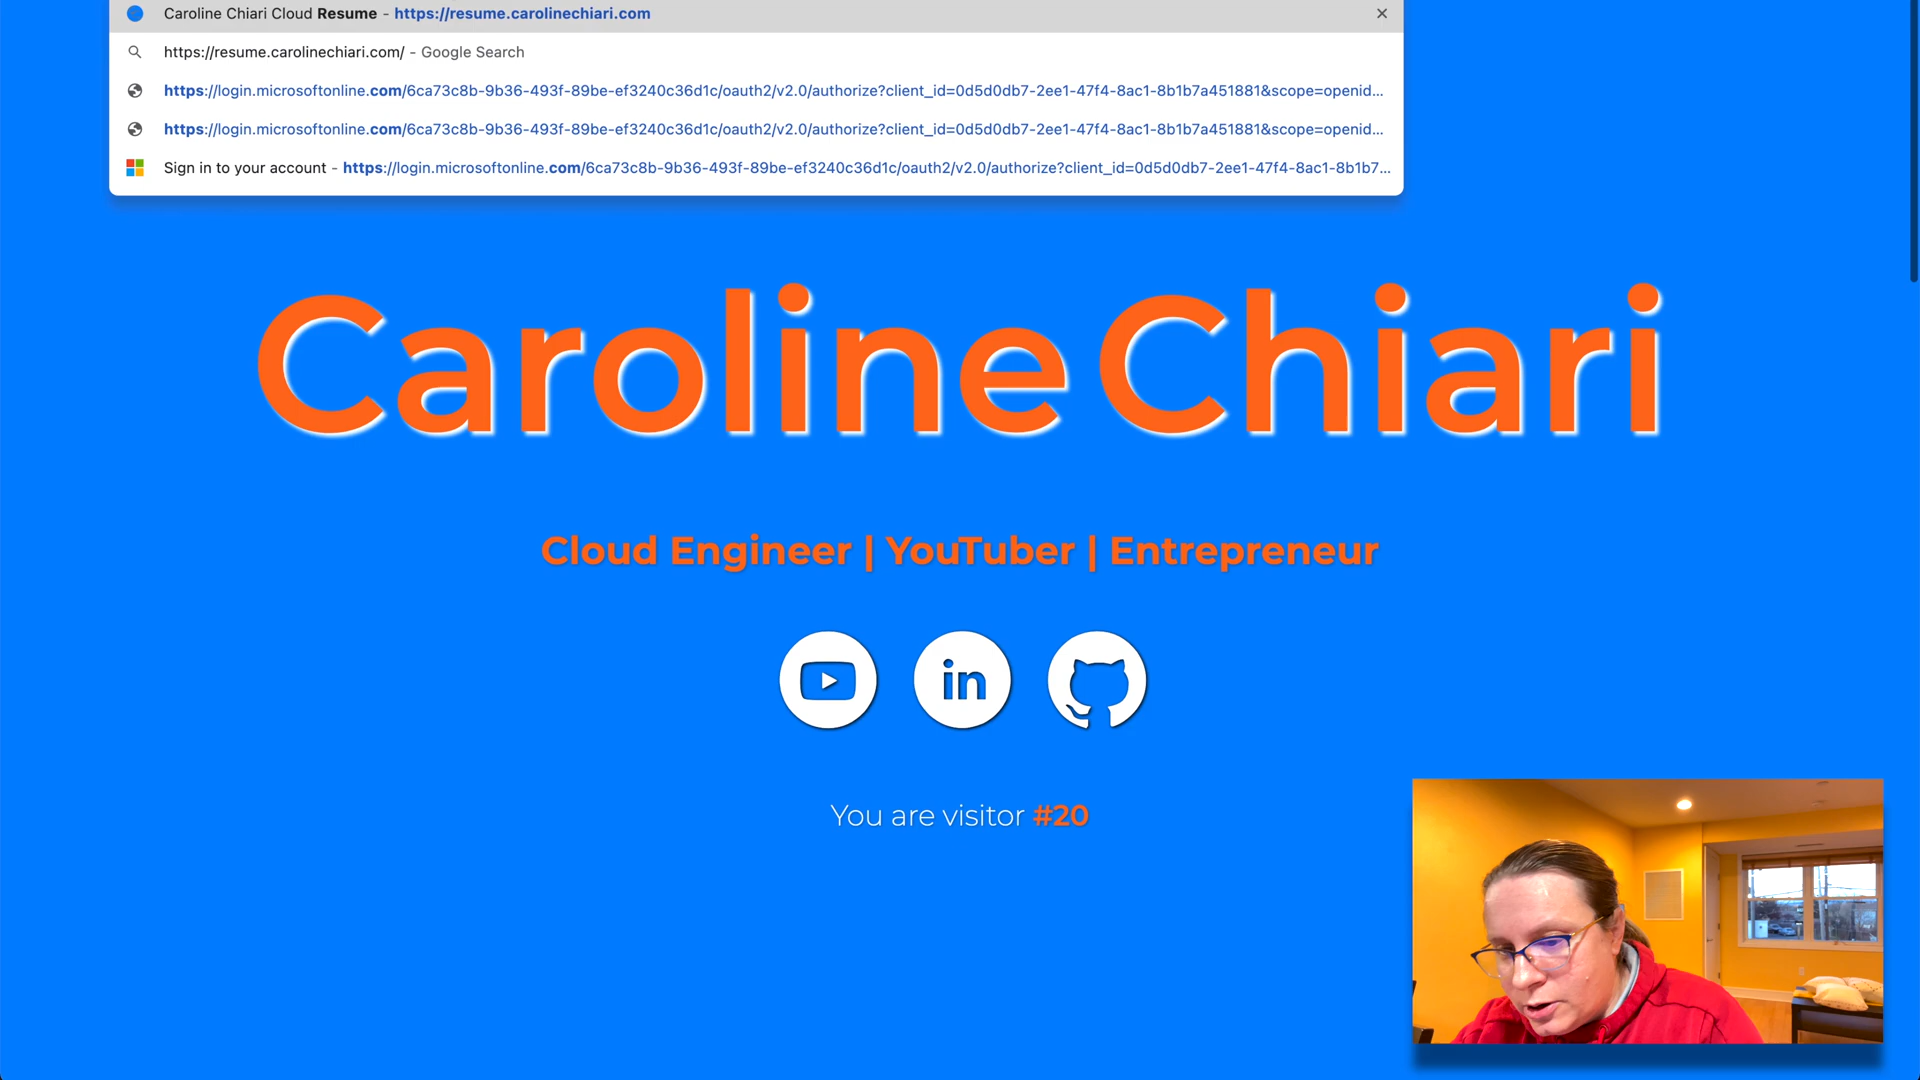 Caroline Chiari Cloud Resume - https://resume.carolinechiari.com
https://resume.carolinechiari.com/ - Google Search
https://login.microsoftonline.com/6ca73c8b-9b36-493f-89be-ef3240c36d1c/oauth2/v2.0/authorize?client_id=0d5d0db7-2ee1-47f4-8ac1-8b1b7a451881&scope=openid...
https://login.microsoftonline.com/6ca73c8b-9b36-493f-89be-ef3240c36d1c/oauth2/v2.0/authorize?client_id=0d5d0db7-2ee1-47f4-8ac1-8b1b7a451881&scope=openid...
Sign in to your account - https://login.microsoftonline.com/6ca73c8b-9b36-493f-89be-ef3240c36d1c/oauth2/v2.0/authorize?client_id=0d5d0db7-2ee1-47f4-8ac1-8b1b7...
Caroline Chiari
Cloud Engineer | YouTuber | Entrepreneur
in
You are visitor #20